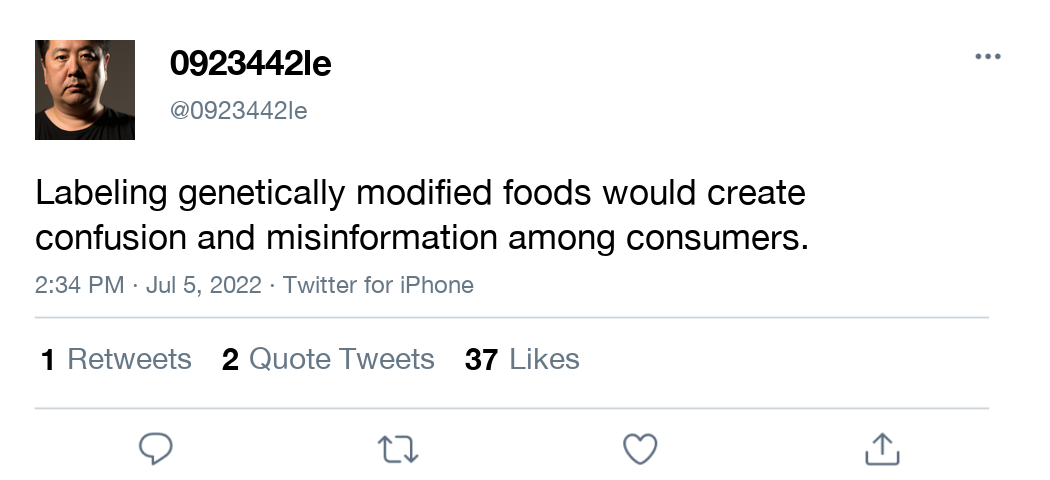 0923442le
@0923442le
Labeling genetically modified foods would create
confusion and misinformation among consumers.
2:34 PM · Jul 5, 2022 · Twitter for iPhone
1 Retweets 2 Quote Tweets 37 Likes